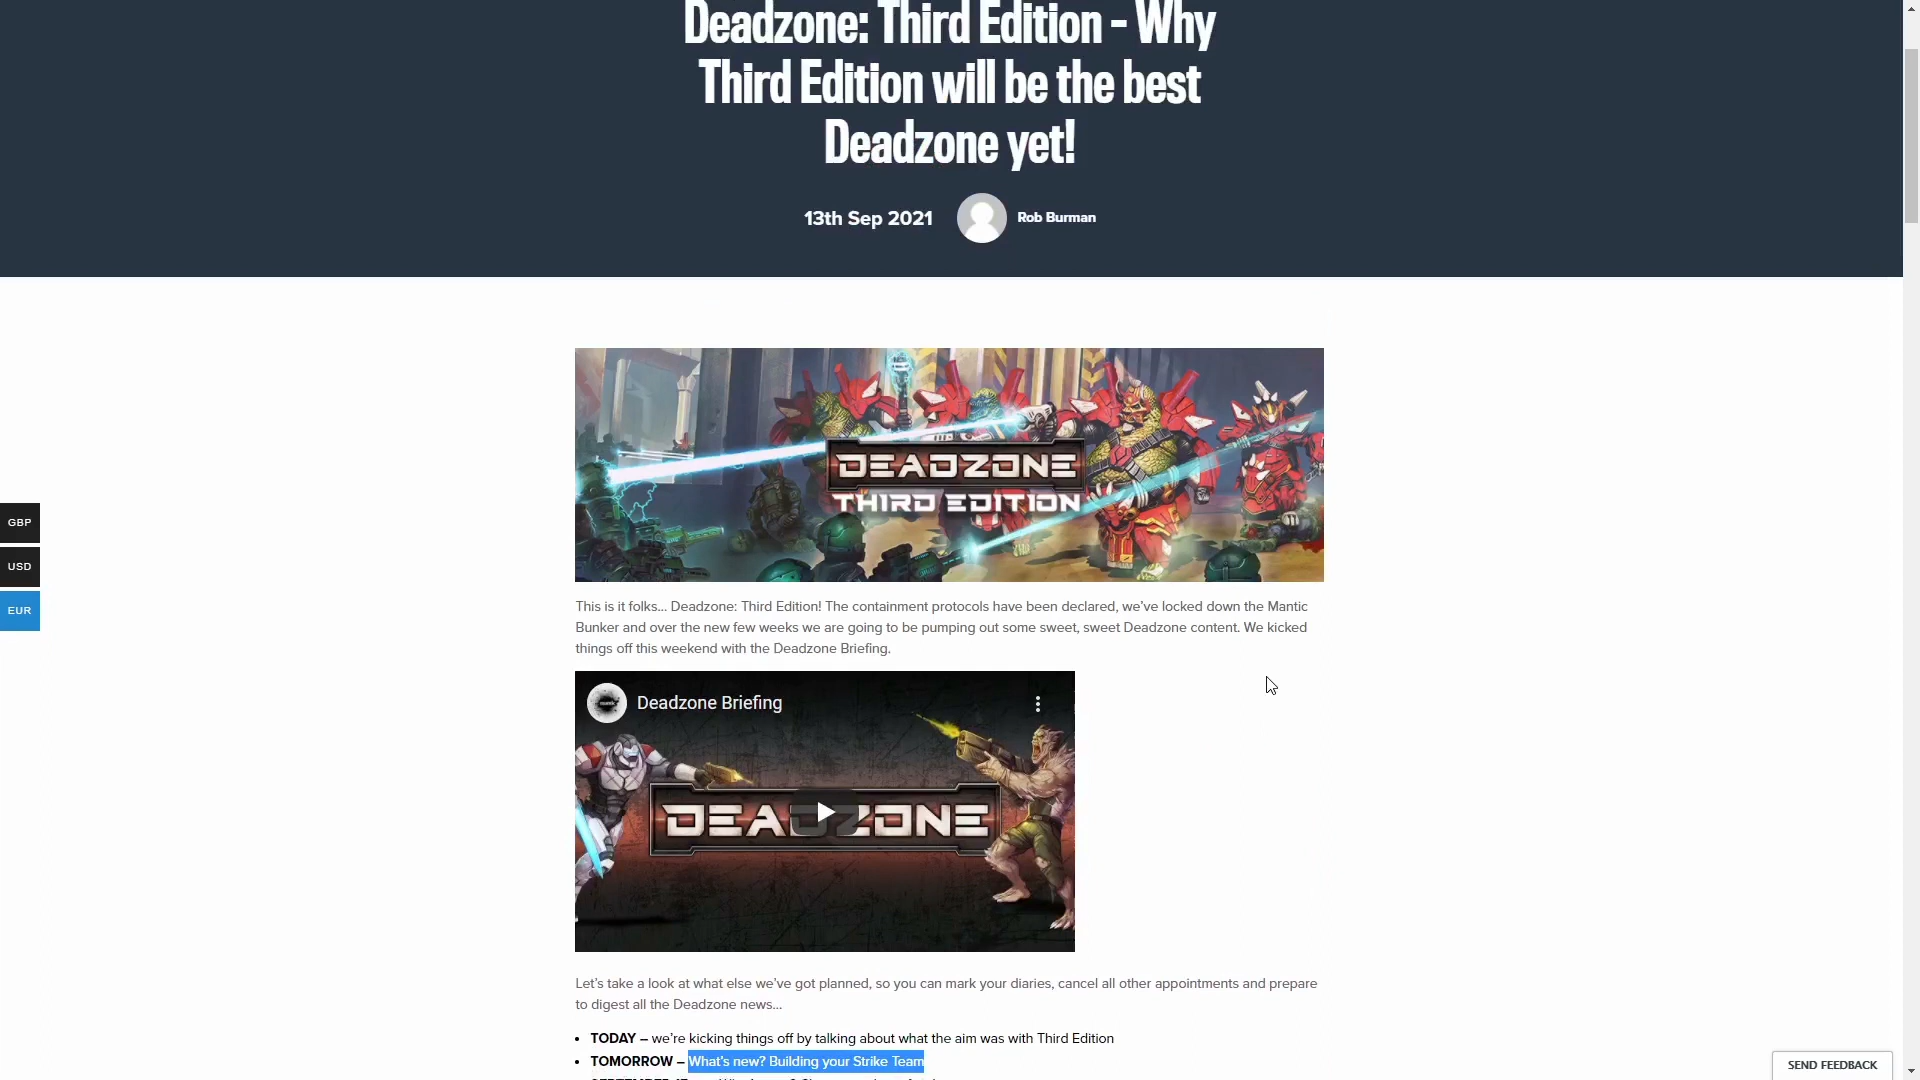 Deadzone: Third Edition - Why
Third Edition will be the best
Deadzone yet!
13th Sep 2021 Rob Burman
DEADZONE
THIRD EDITION
GBP
USD
EUR
This is it folks... Deadzone: Third Edition! The containment protocols have been declared, we've locked down the Mantic
Bunker and over the new few weeks we are going to be pumping out some sweet, sweet Deadzone content. We kicked
things off this weekend with the Deadzone Briefing.
Deadzone Briefing
DEADZONE
Let's take a look at what else we've got planned, so you can mark your diaries, cancel all other appointments and prepare
to digest all the Deadzone news...
• TODAY – we're kicking things off by talking about what the aim was with Third Edition
• TOMORROW – What's new? Building your Strike Team
SEND FEEDBACK